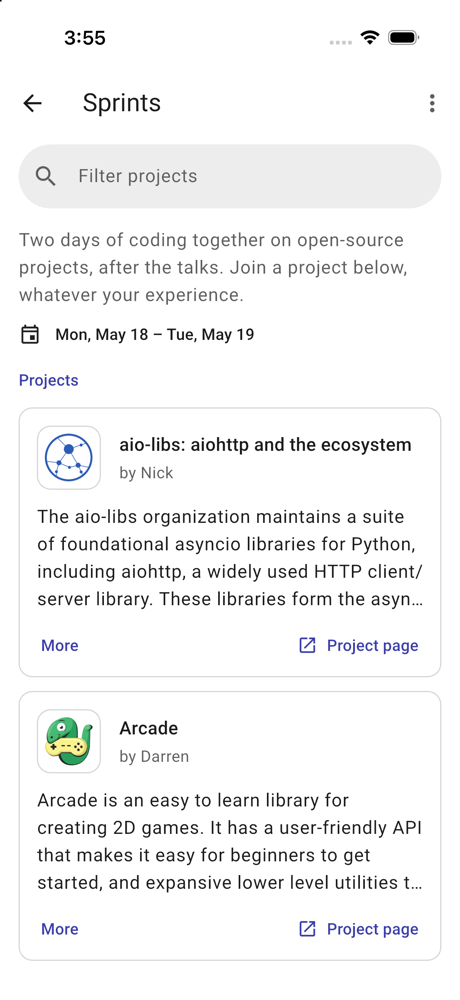 3:55
Sprints
Filter projects
Two days of coding together on open-source
projects, after the talks. Join a project below,
whatever your experience.
Mon, May 18 – Tue, May 19
Projects
aio-libs: aiohttp and the ecosystem
by Nick
The aio-libs organization maintains a suite
of foundational asyncio libraries for Python,
including aiohttp, a widely used HTTP client/
server library. These libraries form the asyn…
More
Project page
Arcade
by Darren
Arcade is an easy to learn library for
creating 2D games. It has a user-friendly API
that makes it easy for beginners to get
started, and expansive lower level utilities t…
More
Project page